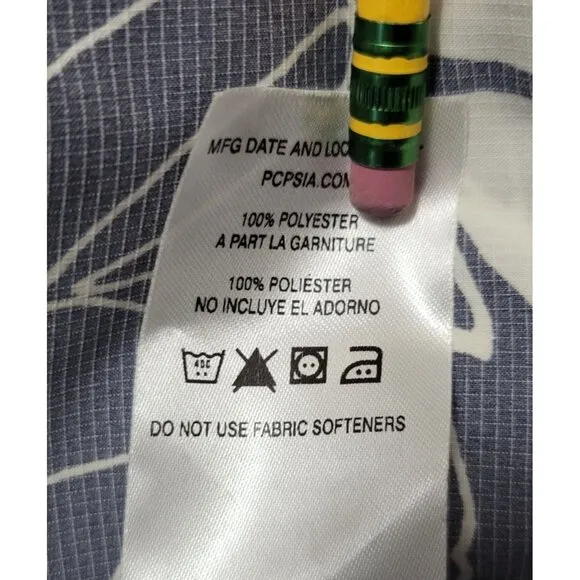 MFG DATE AND
PCPSIA.COM
100% POLYESTER
A PART LA GARNITURE
100% POLIÉSTER
NO INCLUYE EL ADORNO
40C
DO NOT USE FABRIC SOFTENERS